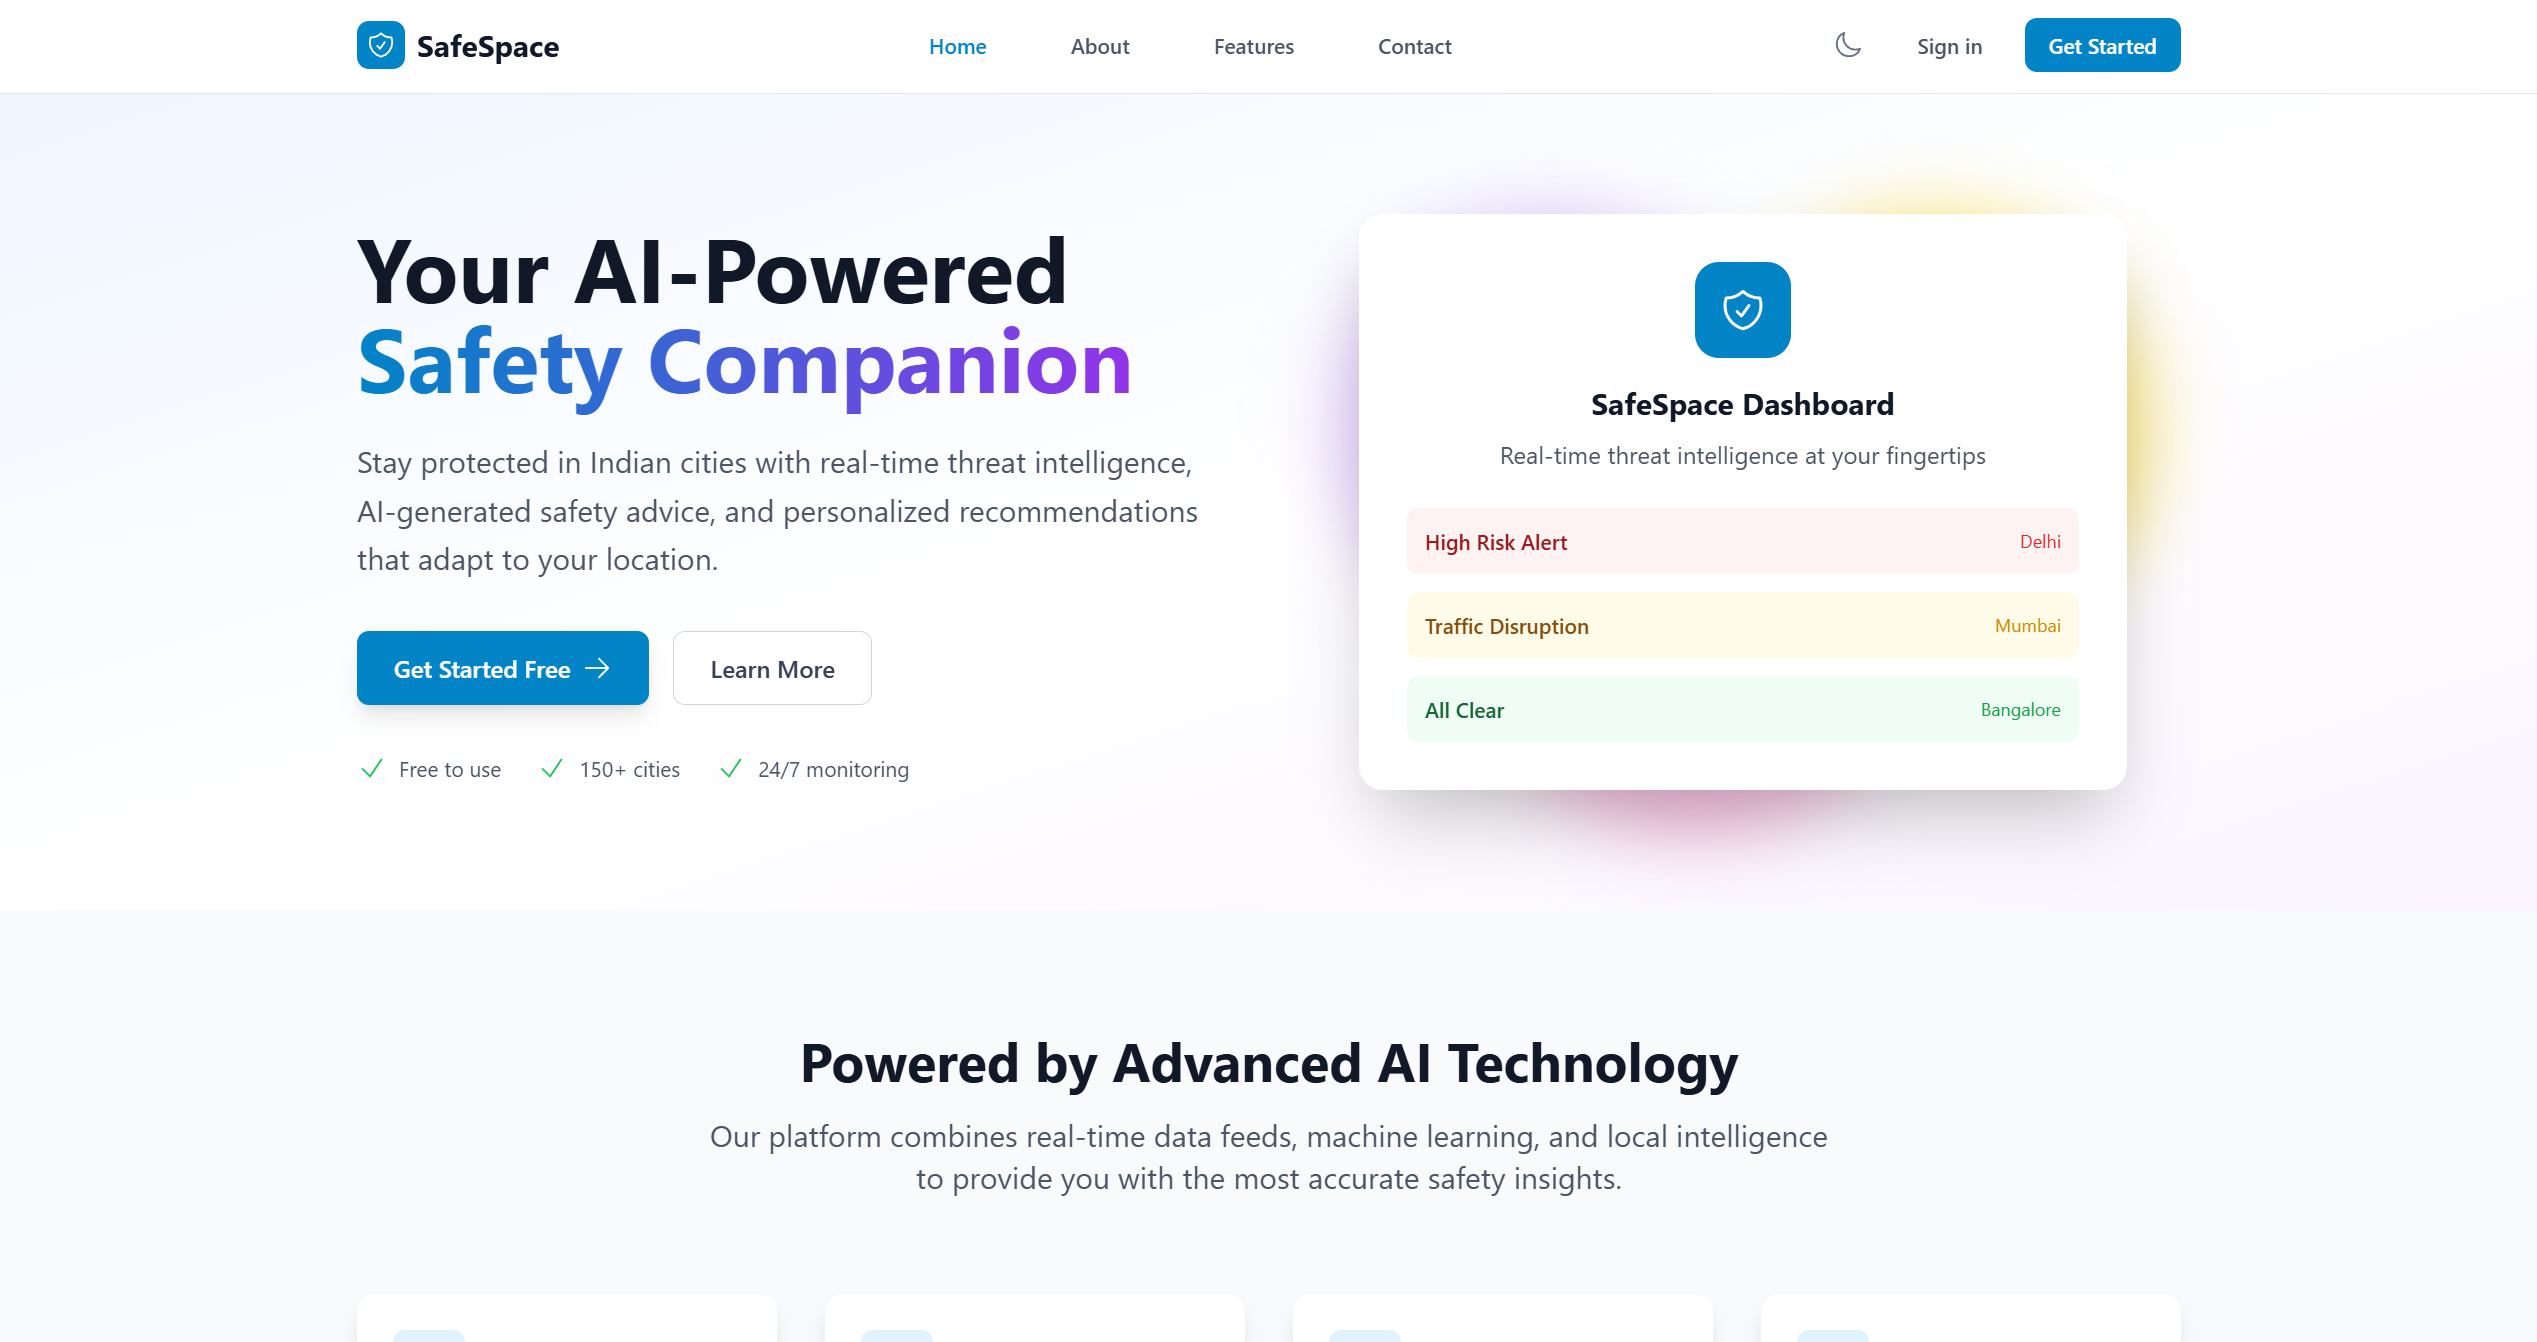 SafeSpace
Home
About
Features
Contact
Sign in
Get Started
Your AI-Powered
Safety Companion
Stay protected in Indian cities with real-time threat intelligence,
AI-generated safety advice, and personalized recommendations
that adapt to your location.
Get Started Free
Learn More
Free to use
150+ cities
24/7 monitoring
SafeSpace Dashboard
Real-time threat intelligence at your fingertips
High Risk Alert
Delhi
Traffic Disruption
Mumbai
All Clear
Bangalore
Powered by Advanced AI Technology
Our platform combines real-time data feeds, machine learning, and local intelligence
to provide you with the most accurate safety insights.